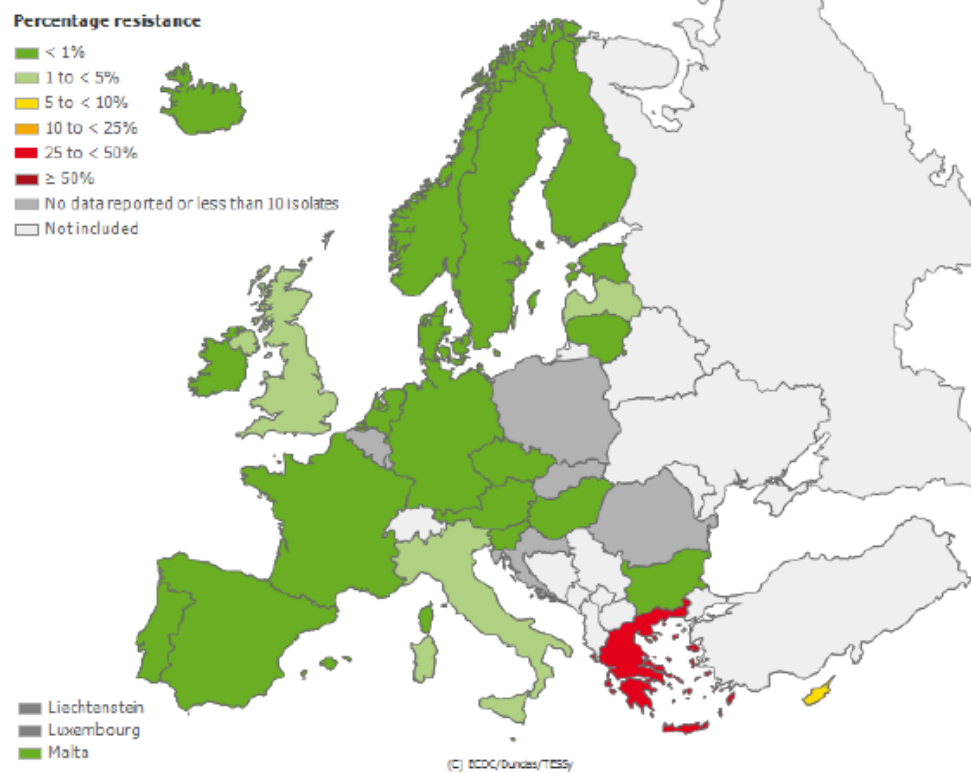 Percentage resistance
< 1%
1 to < 5%
5 to < 10%
10 to < 25%
25 to < 50%
≥ 50%
No data reported or less than 10 isolates
Not included
Liechtenstein
Luxembourg
Malta
(C) ECDC/Dundas/TESSy